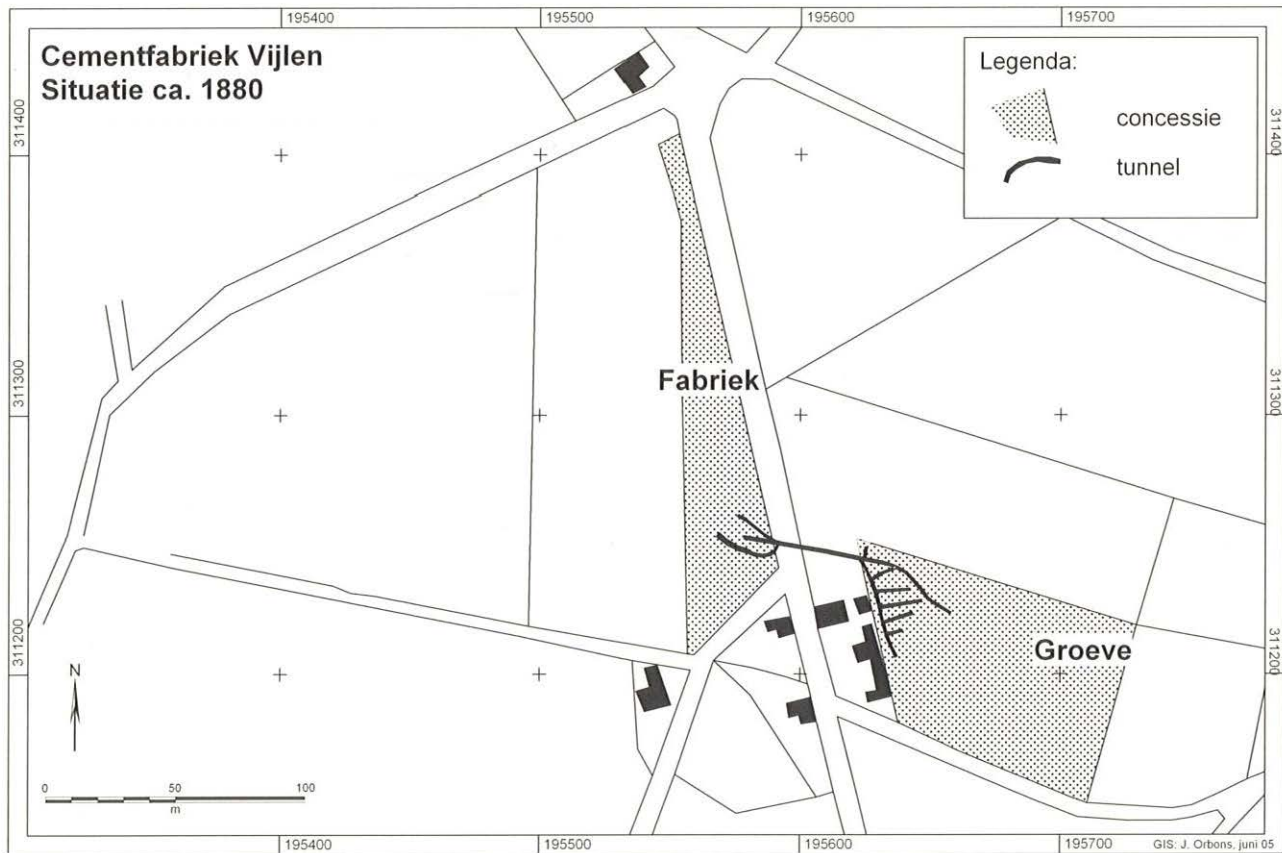 195400 195500 195600 195700
Cementfabriek Vijlen
Situatie ca. 1880
Legenda:
concessie
tunnel
311400 311400
311300 311300
Fabriek
311200 311200
Groeve
N
0 50 100
m
195400 195500 195600 195700
GIS: J. Orbons, juni 05